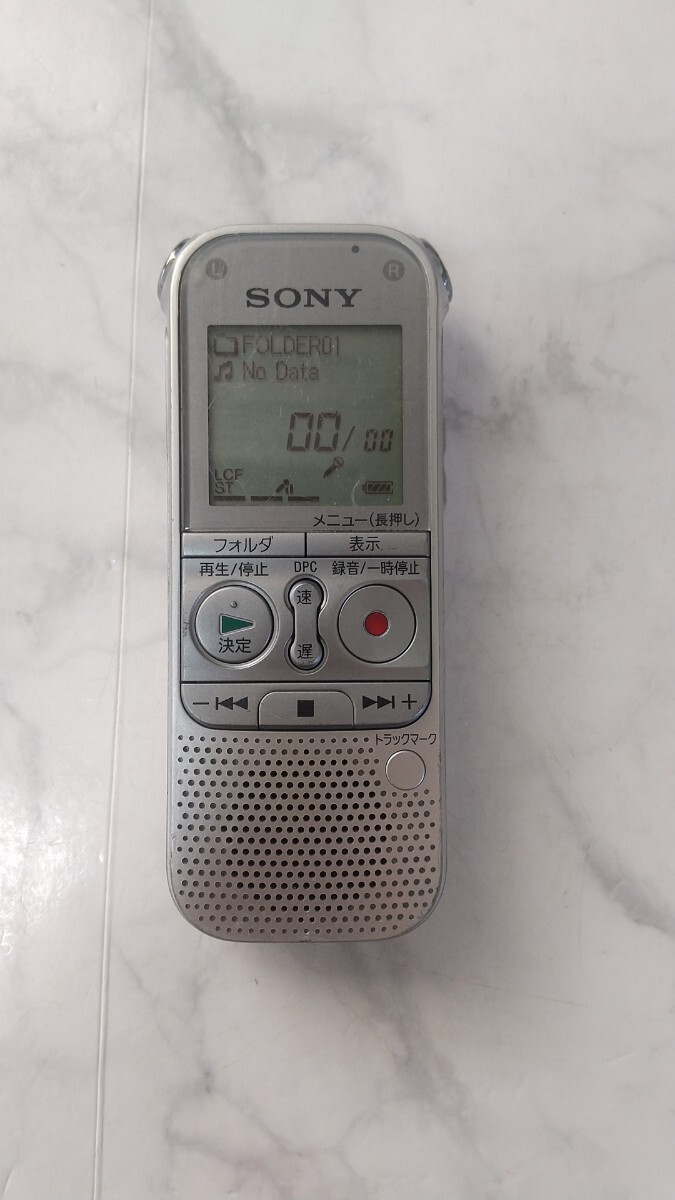 L R
SONY
FOLDER01
No Data
00/00
LCF
ST
メニュー(長押し)
フォルダ 表示
再生/停止 DPC 録音/一時停止
速
決定 遅
− +
トラックマーク